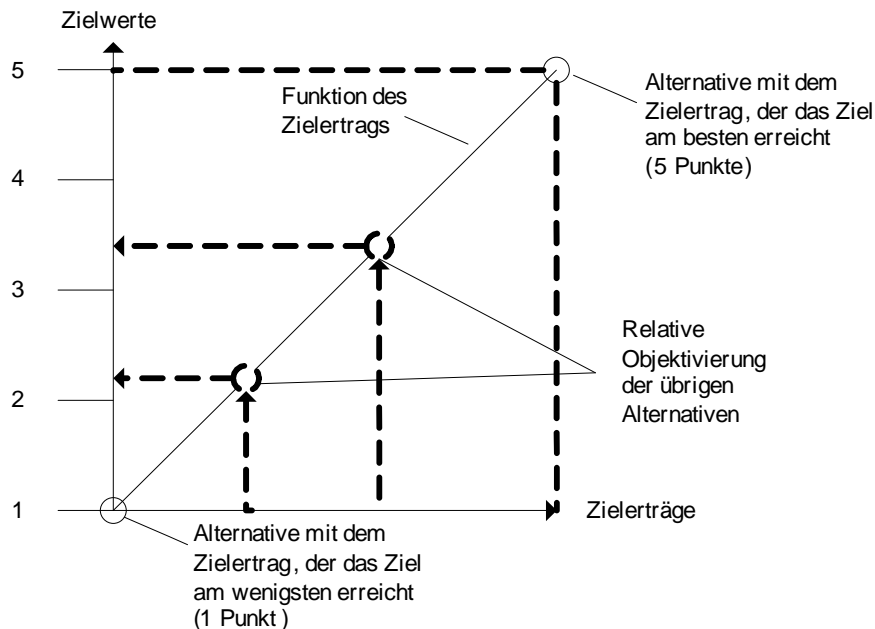 Zielwerte
5
4
3
2
1
Funktion des
Zielertrags
Alternative mit dem
Zielertrag, der das Ziel
am besten erreicht
(5 Punkte)
Relative
Objektivierung
der übrigen
Alternativen
Zielerträge
Alternative mit dem
Zielertrag, der das Ziel
am wenigsten erreicht
(1 Punkt )